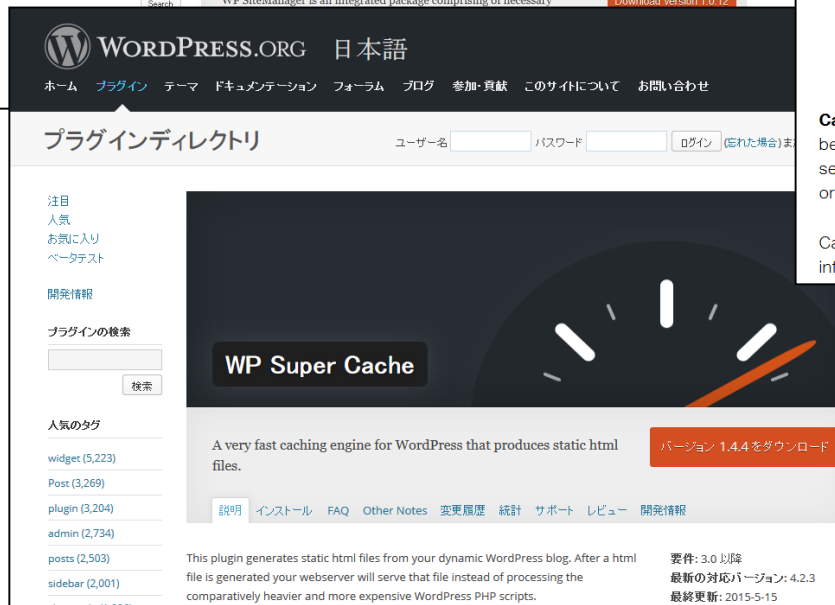 Search
WP SiteManager is an integrated package comprising of necessary
Download Version 1.0.12
WORDPRESS.ORG 日本語
ホーム プラグイン テーマ ドキュメンテーション フォーラム ブログ 参加・貢献 このサイトについて お問い合わせ
プラグインディレクトリ
ユーザー名
パスワード
ログイン
(忘れた場合)
注目
人気
お気に入り
ベータテスト
開発情報
プラグインの検索
検索
人気のタグ
widget (5,223)
Post (3,269)
plugin (3,204)
admin (2,734)
posts (2,503)
sidebar (2,001)
WP Super Cache
A very fast caching engine for WordPress that produces static html
files.
バージョン 1.4.4 をダウンロード
説明 インストール FAQ Other Notes 変更履歴 統計 サポート レビュー 開発情報
This plugin generates static html files from your dynamic WordPress blog. After a html
file is generated your webserver will serve that file instead of processing the
comparatively heavier and more expensive WordPress PHP scripts.
要件: 3.0 以降
最新の対応バージョン: 4.2.3
最終更新: 2015-5-15
Ca
be
se
or
Ca